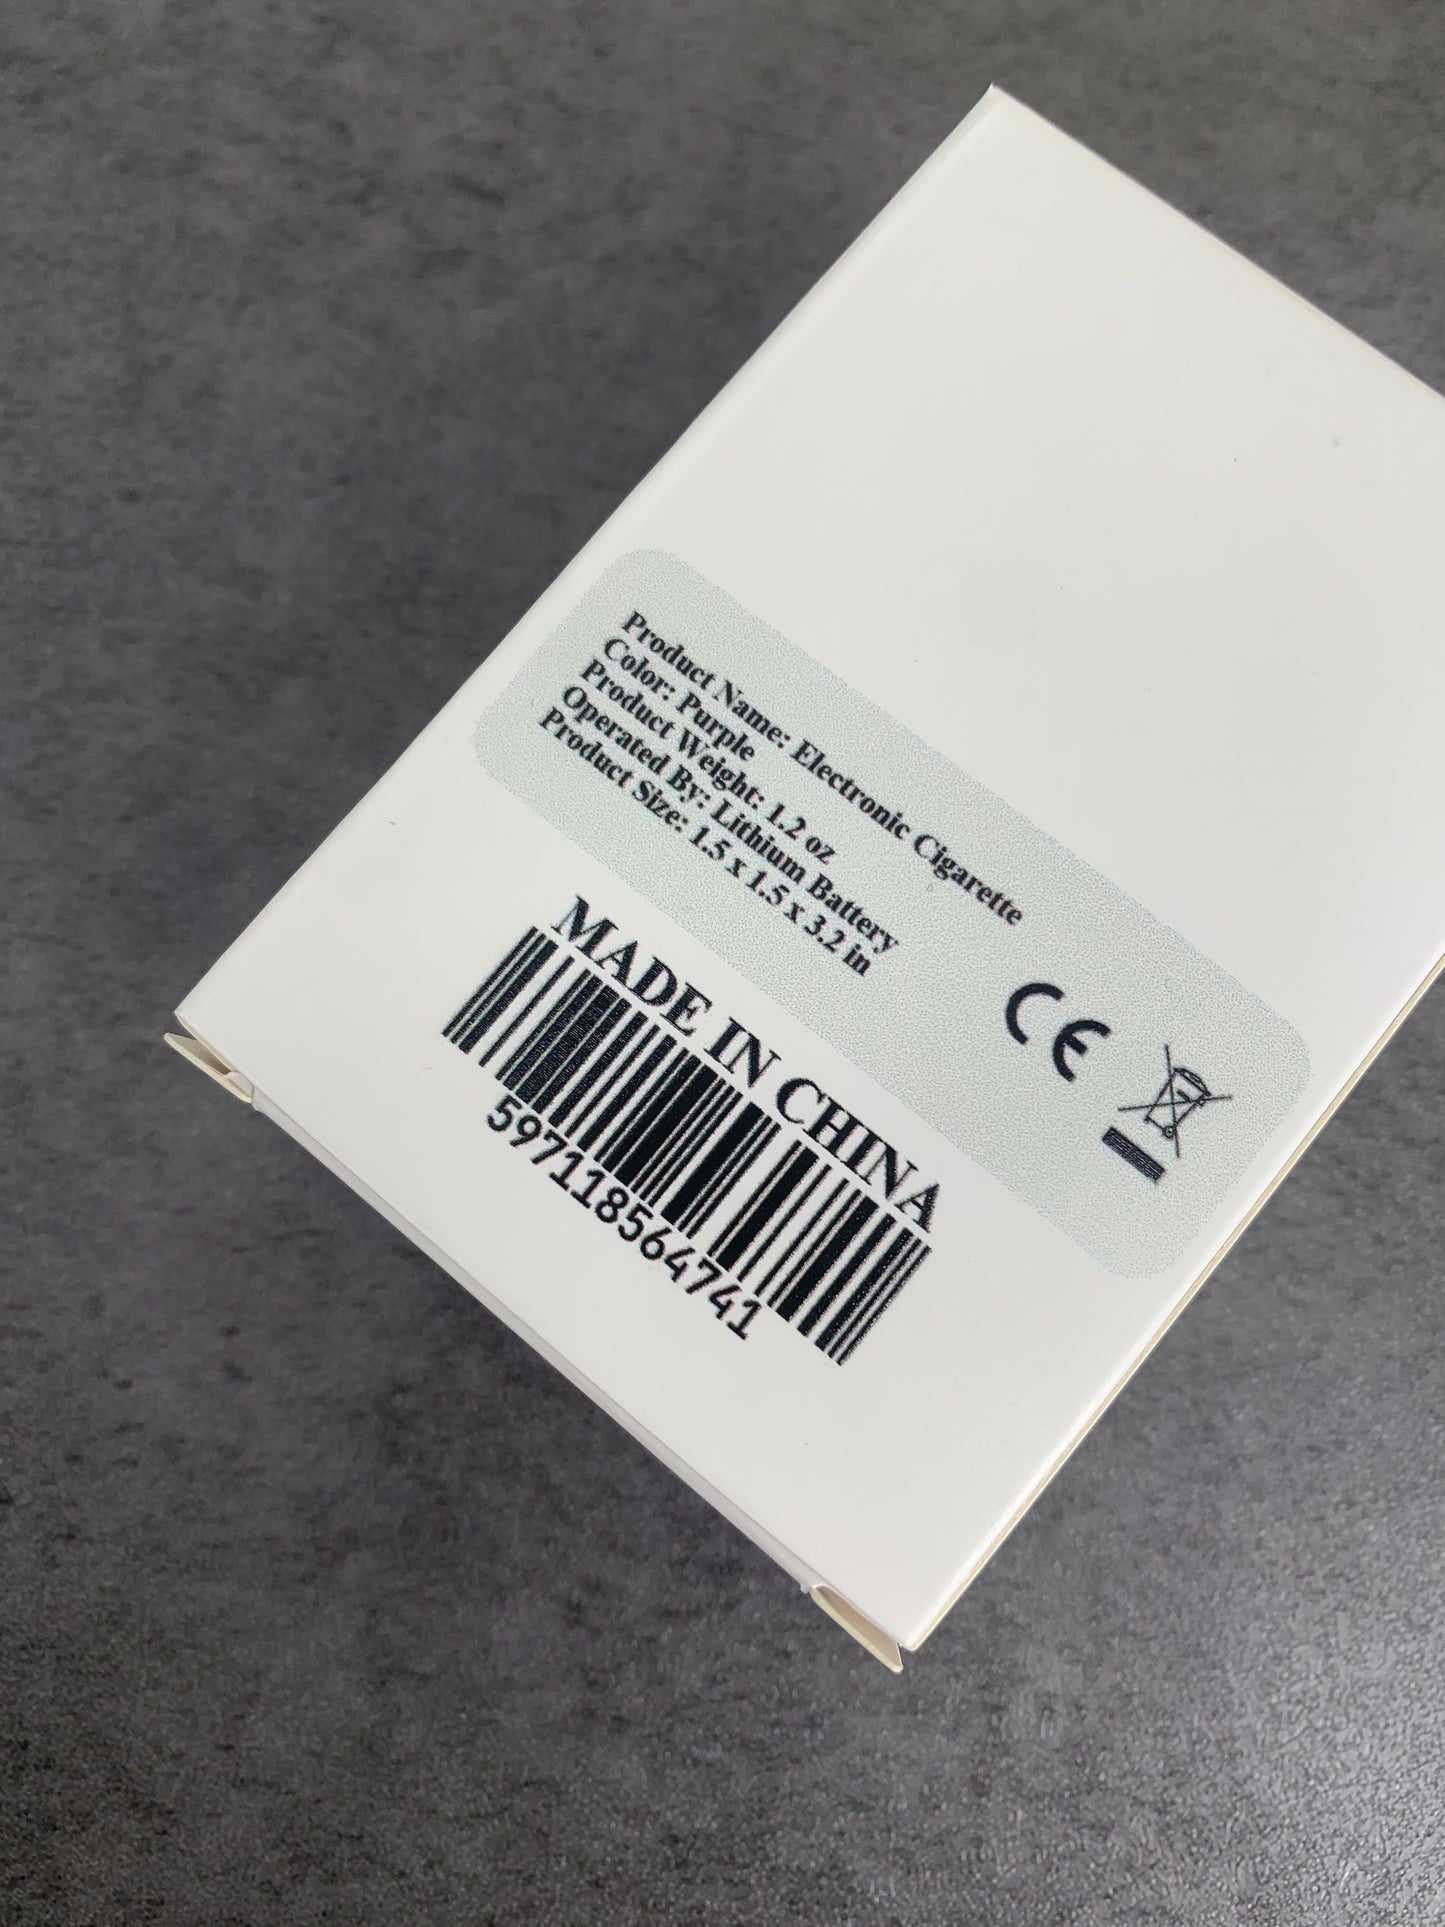 Product Name: Electronic Cigarette
Color: Purple
Product Weight: 1.2 oz
Operated By: Lithium Battery
Product Size: 1.5 x 1.5 x 3.2 in
CE
MADE IN CHINA
5971118564741